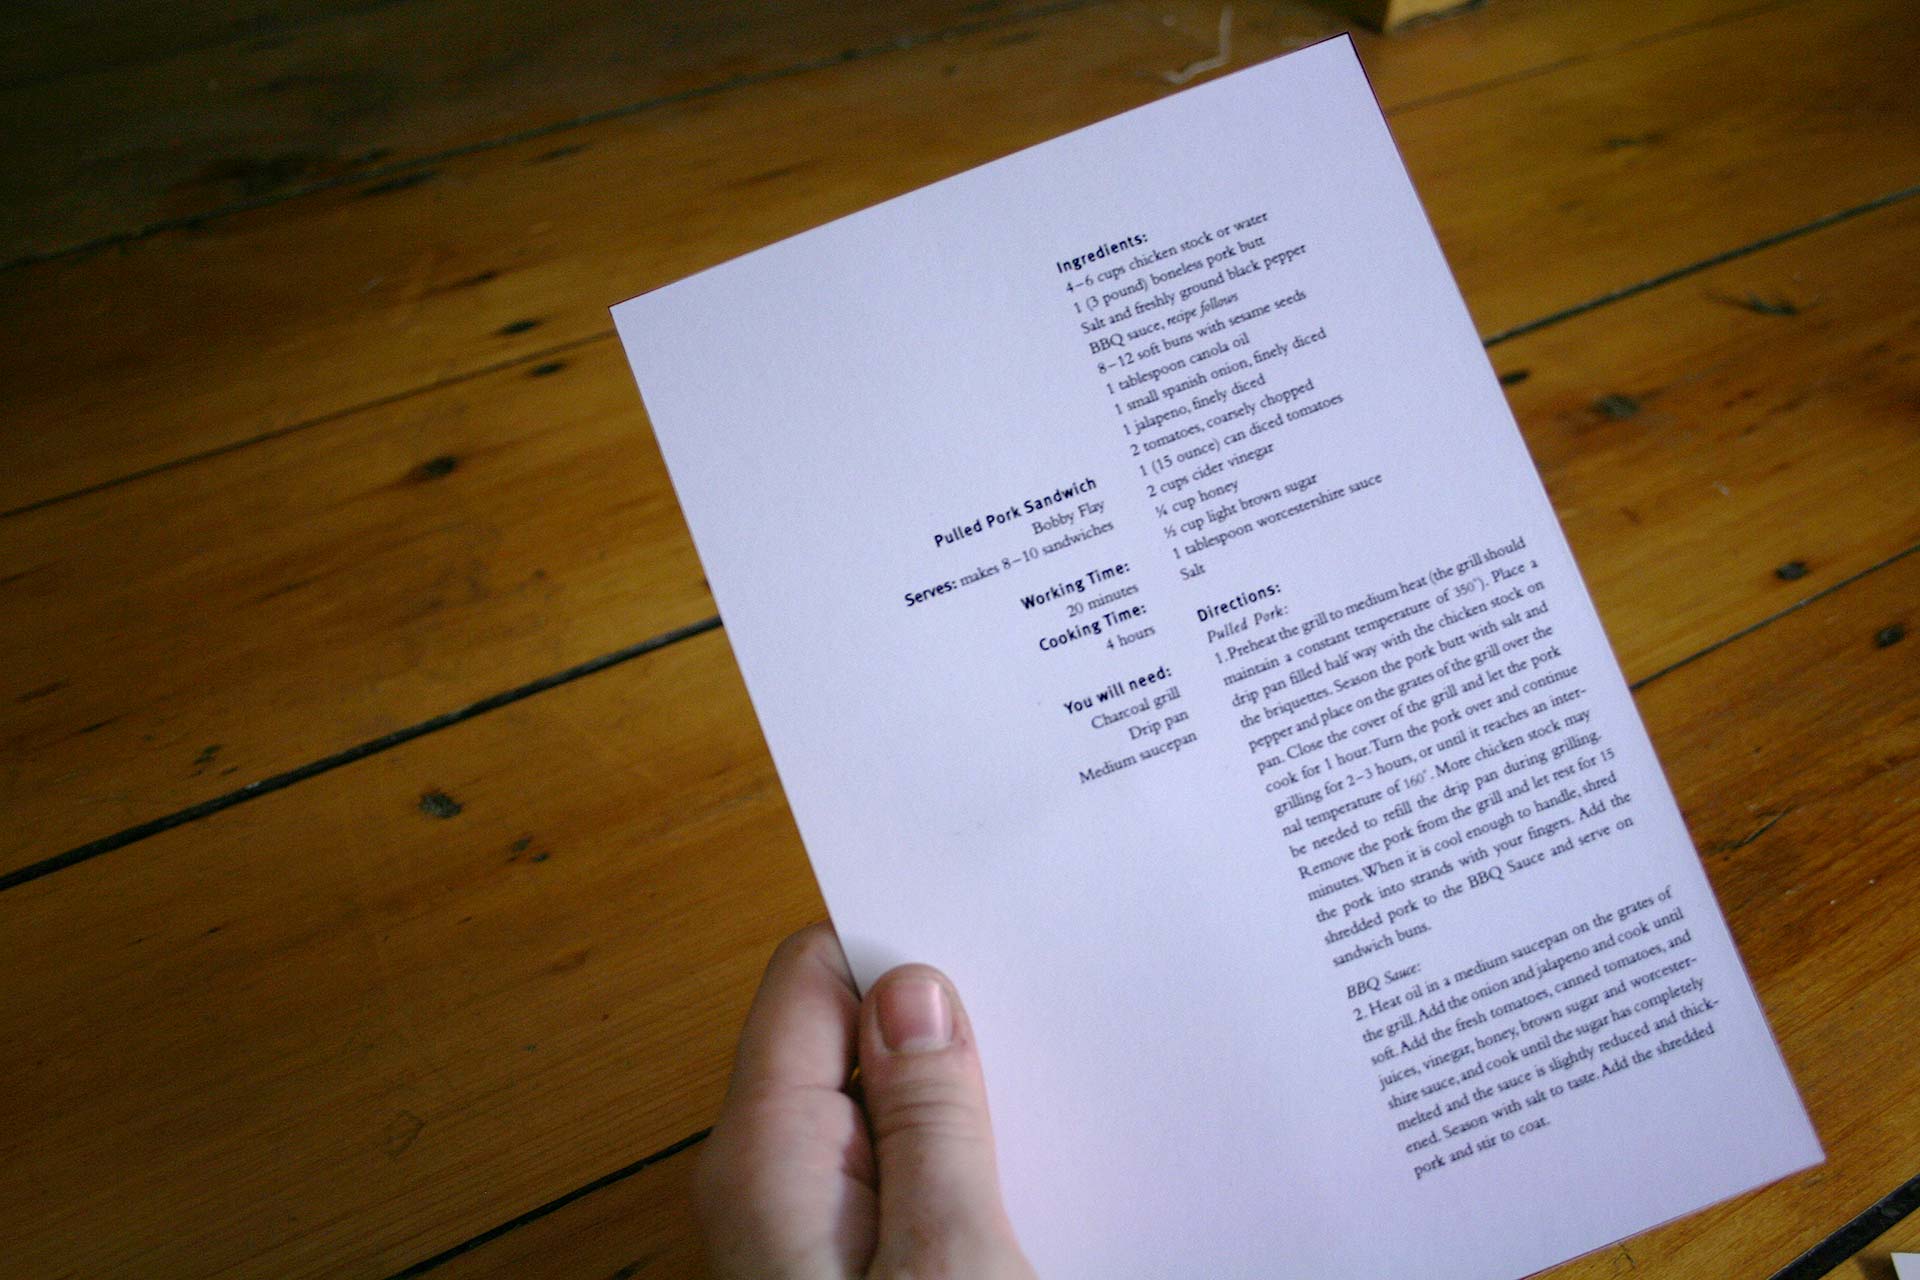 Pulled Pork Sandwich
Bobby Flay
Serves: makes 8–10 sandwiches
Working Time:
20 minutes
Cooking Time:
4 hours
You will need:
Charcoal grill
Drip pan
Medium saucepan
Ingredients:
4–6 cups chicken stock or water
1 (3 pound) boneless pork butt
Salt and freshly ground black pepper
BBQ sauce, recipe follows
8–12 soft buns with sesame seeds
1 tablespoon canola oil
1 small spanish onion, finely diced
1 jalapeno, finely diced
2 tomatoes, coarsely chopped
1 (15 ounce) can diced tomatoes
2 cups cider vinegar
¼ cup honey
½ cup light brown sugar
1 tablespoon worcestershire sauce
Salt
Directions:
Pulled Pork:
1. Preheat the grill to medium heat (the grill should
maintain a constant temperature of 350°). Place a
drip pan filled half way with the chicken stock on
the briquettes. Season the pork butt with salt and
pepper and place on the grates of the grill over the
pan. Close the cover of the grill and let the pork
cook for 1 hour. Turn the pork over and continue
grilling for 2–3 hours, or until it reaches an inter-
nal temperature of 160°. More chicken stock may
be needed to refill the drip pan during grilling.
Remove the pork from the grill and let rest for 15
minutes. When it is cool enough to handle, shred
the pork into strands with your fingers. Add the
shredded pork to the BBQ Sauce and serve on
sandwich buns.
BBQ Sauce:
2. Heat oil in a medium saucepan on the grates of
the grill. Add the onion and jalapeno and cook until
soft. Add the fresh tomatoes, canned tomatoes, and
juices, vinegar, honey, brown sugar and worcester-
shire sauce, and cook until the sugar has completely
melted and the sauce is slightly reduced and thick-
ened. Season with salt to taste. Add the shredded
pork and stir to coat.